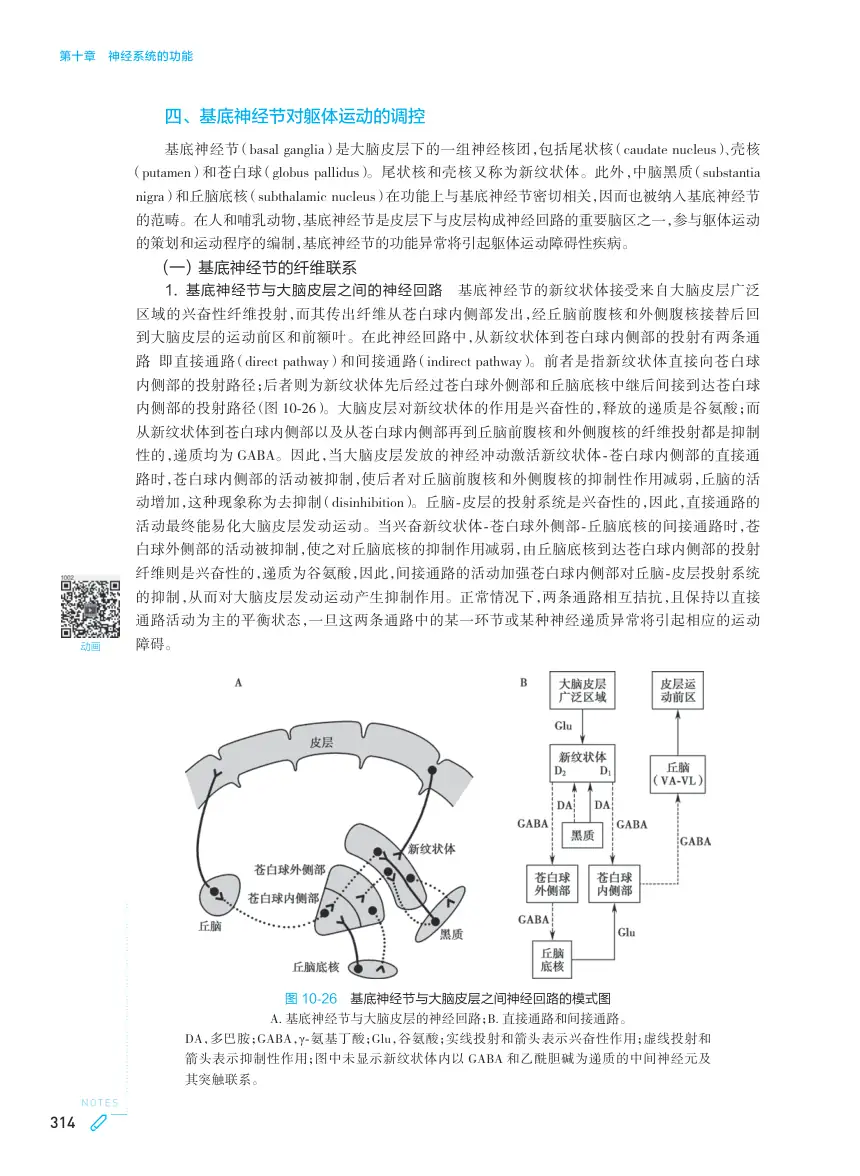 第十章 神经系统的功能
四、基底神经节对躯体运动的调控
基底神经节(basal ganglia)是大脑皮层下的一组神经核团,包括尾状核(caudate nucleus)、壳核
(putamen)和苍白球(globus pallidus)。尾状核和壳核又称为新纹状体。此外,中脑黑质(substantia
nigra)和丘脑底核(subthalamic nucleus)在功能上与基底神经节密切相关,因而也被纳入基底神经节
的范畴。在人和哺乳动物,基底神经节是皮层下与皮层构成神经回路的重要脑区之一,参与躯体运动
的策划和运动程序的编制,基底神经节的功能异常将引起躯体运动障碍性疾病。
(一)基底神经节的纤维联系
1. 基底神经节与大脑皮层之间的神经回路 基底神经节的新纹状体接受来自大脑皮层广泛
区域的兴奋性纤维投射,而其传出纤维从苍白球内侧部发出,经丘脑前腹核和外侧腹核接替后回
到大脑皮层的运动前区和前额叶。在此神经回路中,从新纹状体到苍白球内侧部的投射有两条通
路,即直接通路(direct pathway)和间接通路(indirect pathway)。前者是指新纹状体直接向苍白球
内侧部的投射路径;后者则为新纹状体先后经过苍白球外侧部和丘脑底核中继后间接到达苍白球
内侧部的投射路径(图 10-26)。大脑皮层对新纹状体的作用是兴奋性的,释放的递质是谷氨酸;而
从新纹状体到苍白球内侧部以及从苍白球内侧部再到丘脑前腹核和外侧腹核的纤维投射都是抑制
性的,递质均为 GABA。因此,当大脑皮层发放的神经冲动激活新纹状体-苍白球内侧部的直接通
路时,苍白球内侧部的活动被抑制,使后者对丘脑前腹核和外侧腹核的抑制性作用减弱,丘脑的活
动增加,这种现象称为去抑制(disinhibition)。丘脑-皮层的投射系统是兴奋性的,因此,直接通路的
活动最终能易化大脑皮层发动运动。当兴奋新纹状体-苍白球外侧部-丘脑底核的间接通路时,苍
白球外侧部的活动被抑制,使之对丘脑底核的抑制作用减弱,由丘脑底核到达苍白球内侧部的投射
纤维则是兴奋性的,递质为谷氨酸,因此,间接通路的活动加强苍白球内侧部对丘脑-皮层投射系统
的抑制,从而对大脑皮层发动运动产生抑制作用。正常情况下,两条通路相互拮抗,且保持以直接
通路活动为主的平衡状态,一旦这两条通路中的某一环节或某种神经递质异常将引起相应的运动
障碍。
1002
动画
A
皮层
新纹状体
苍白球外侧部
苍白球内侧部
丘脑
黑质
丘脑底核
B
大脑皮层
广泛区域
皮层运
动前区
Glu
新纹状体
D₂ D₁
丘脑
(VA-VL)
DA DA
GABA
黑质
GABA
GABA
苍白球
外侧部
苍白球
内侧部
GABA
Glu
丘脑
底核
图 10-26 基底神经节与大脑皮层之间神经回路的模式图
A. 基底神经节与大脑皮层的神经回路;B. 直接通路和间接通路。
DA,多巴胺;GABA,γ-氨基丁酸;Glu,谷氨酸;实线投射和箭头表示兴奋性作用;虚线投射和
箭头表示抑制性作用;图中未显示新纹状体内以 GABA 和乙酰胆碱为递质的中间神经元及
其突触联系。
NOTES
314